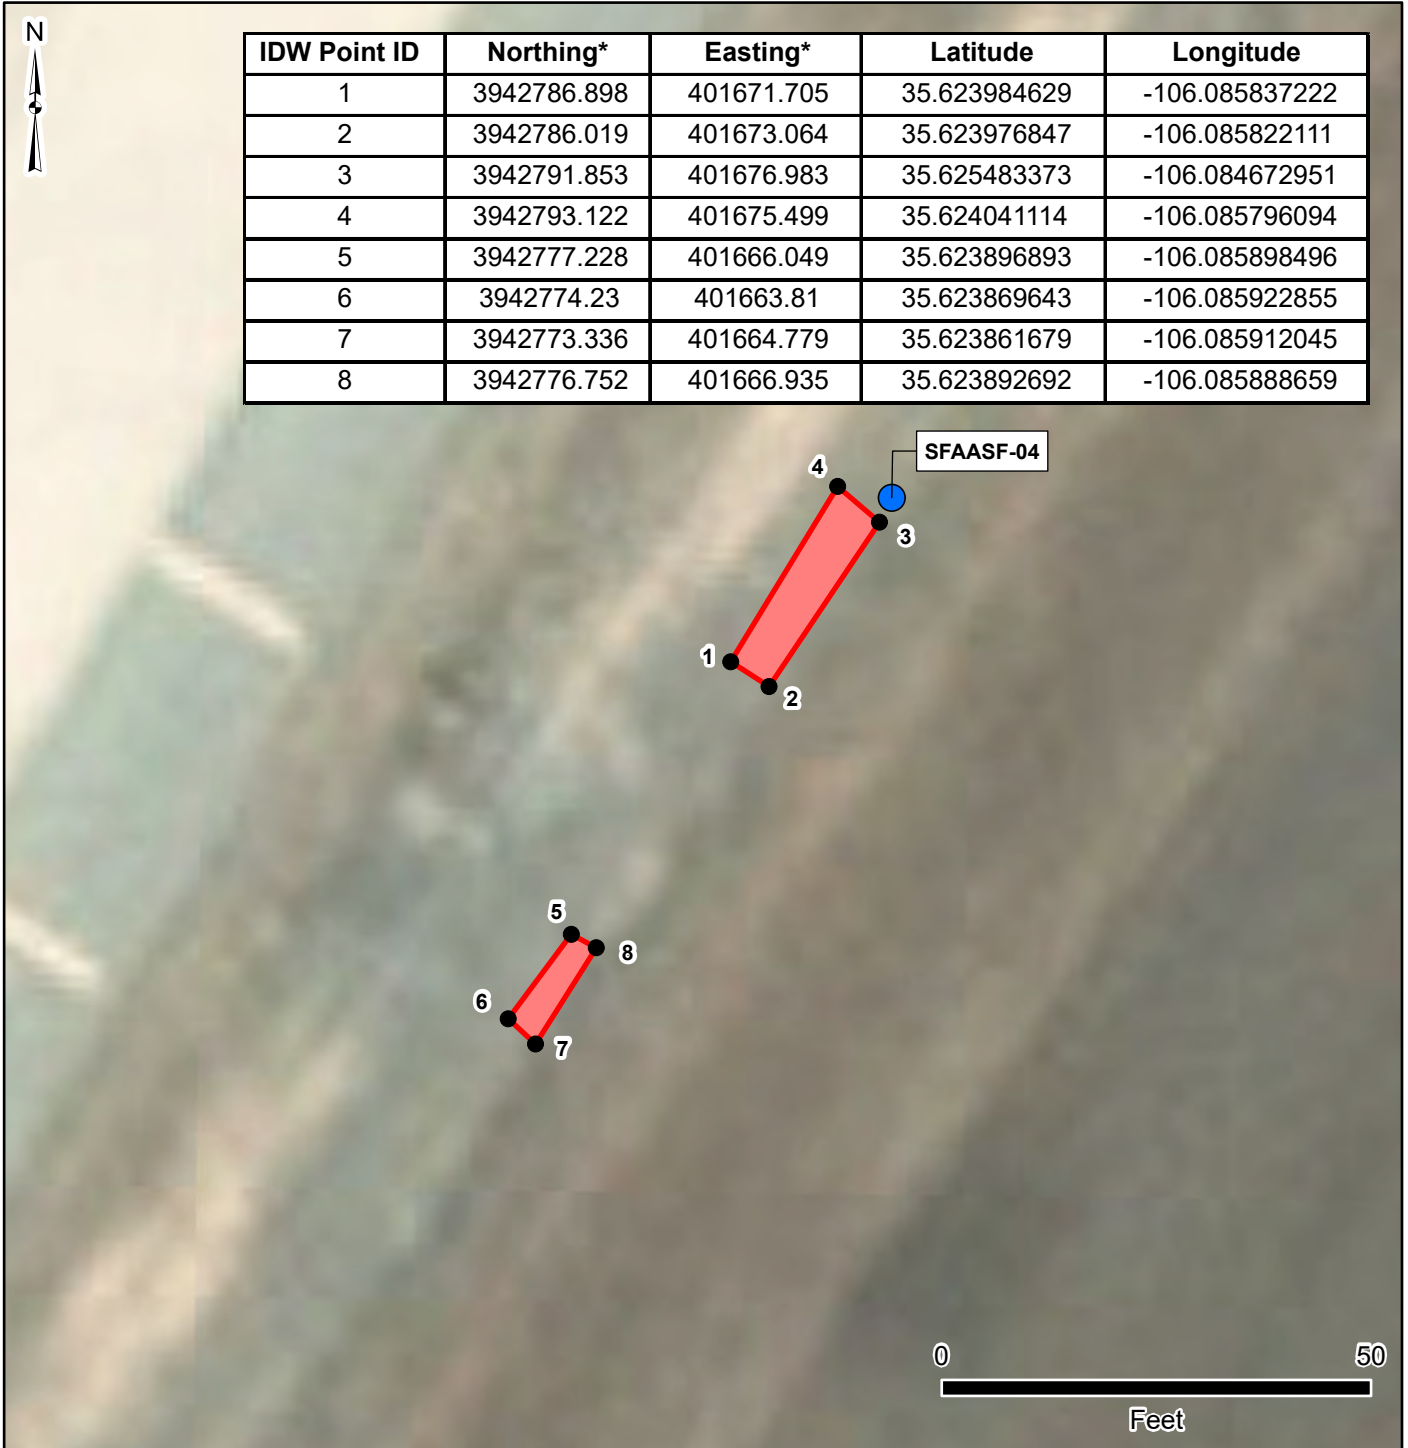 N
IDW Point ID Northing* Easting* Latitude Longitude
1 3942786.898 401671.705 35.623984629 -106.085837222
2 3942786.019 401673.064 35.623976847 -106.085822111
3 3942791.853 401676.983 35.625483373 -106.084672951
4 3942793.122 401675.499 35.624041114 -106.085796094
5 3942777.228 401666.049 35.623896893 -106.085898496
6 3942774.23 401663.81 35.623869643 -106.085922855
7 3942773.336 401664.779 35.623861679 -106.085912045
8 3942776.752 401666.935 35.623892692 -106.085888659
SFAASF-04
4
3
1
2
5
8
6
7
0 50
Feet